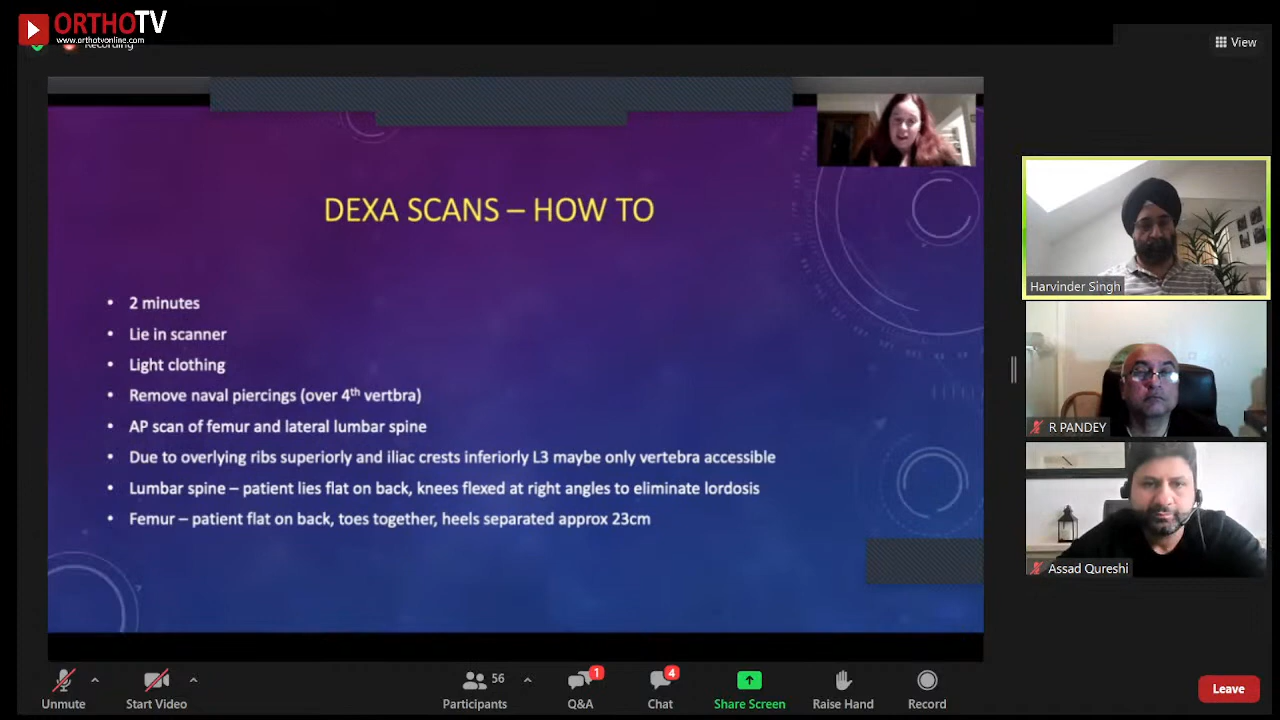 ORTHOTV
www.orthotvonline.com
Recording
View
DEXA SCANS – HOW TO
• 2 minutes
• Lie in scanner
• Light clothing
• Remove naval piercings (over 4th vertbra)
• AP scan of femur and lateral lumbar spine
• Due to overlying ribs superiorly and iliac crests inferiorly L3 maybe only vertebra accessible
• Lumbar spine – patient lies flat on back, knees flexed at right angles to eliminate lordosis
• Femur – patient flat on back, toes together, heels separated approx 23cm
Harvinder Singh
R PANDEY
Assad Qureshi
Unmute
Start Video
56
Participants
1
Q&A
4
Chat
Share Screen
Raise Hand
Record
Leave